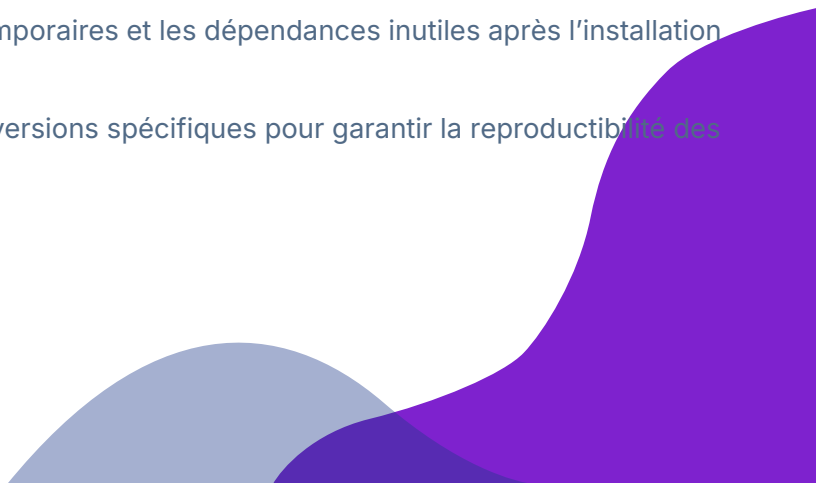 mporaires et les dépendances inutiles après l’installation
versions spécifiques pour garantir la reproductibilité des